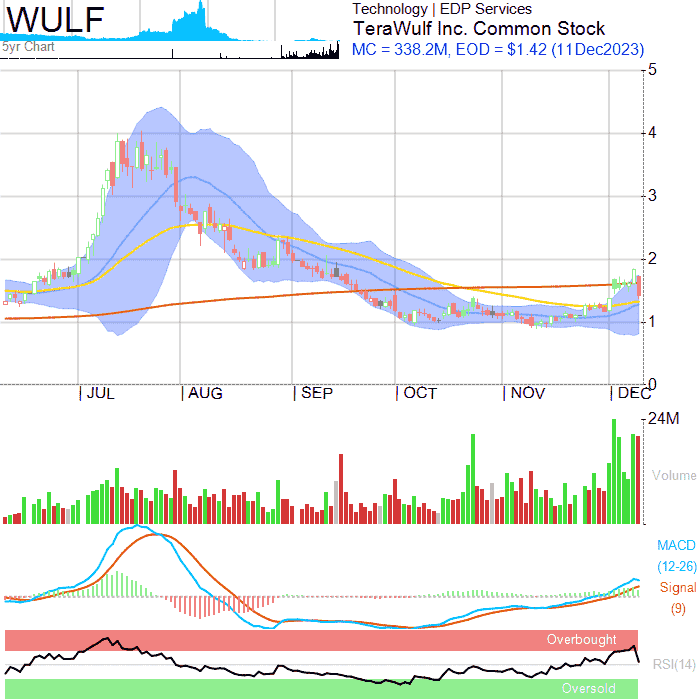 WULF
5yr Chart
Technology | EDP Services
TeraWulf Inc. Common Stock
MC = 338.2M, EOD = $1.42 (11Dec2023)
5
4
3
2
1
0
JUL AUG SEP OCT NOV DEC
24M
Volume
MACD
(12-26)
Signal
(9)
Overbought
RSI(14)
Oversold